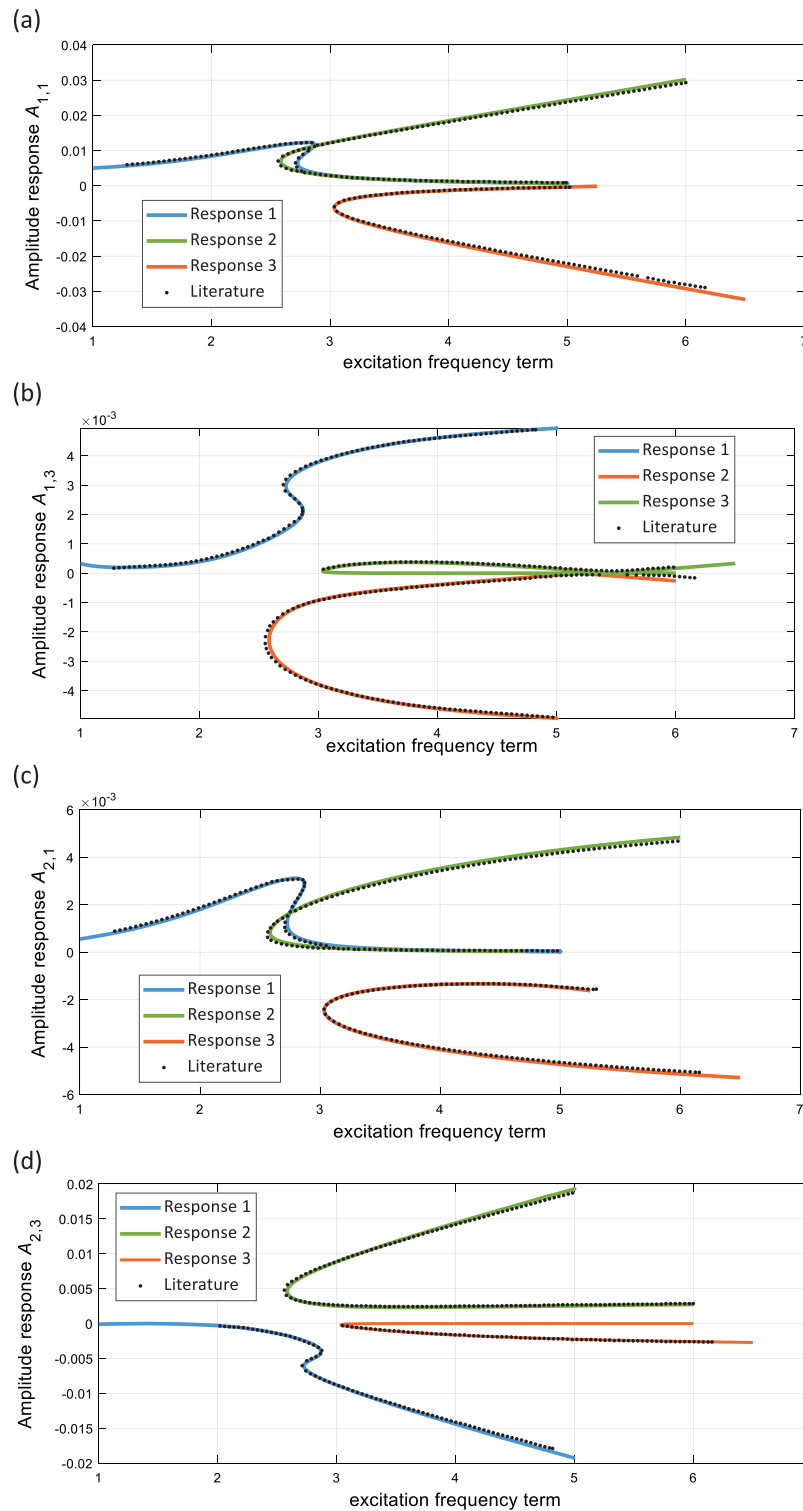 (a)
0.04
0.03
0.02
0.01
0
-0.01
-0.02
-0.03
-0.04
Amplitude response A1,1
Response 1
Response 2
Response 3
Literature
1 2 3 4 5 6 7
excitation frequency term
(b)
×10-3
4
3
2
1
0
-1
-2
-3
-4
Amplitude response A1,3
Response 1
Response 2
Response 3
Literature
1 2 3 4 5 6 7
excitation frequency term
(c)
×10-3
6
4
2
0
-2
-4
-6
Amplitude response A2,1
Response 1
Response 2
Response 3
Literature
1 2 3 4 5 6 7
excitation frequency term
(d)
0.02
0.015
0.01
0.005
0
-0.005
-0.01
-0.015
-0.02
Amplitude response A2,3
Response 1
Response 2
Response 3
Literature
1 2 3 4 5 6
excitation frequency term